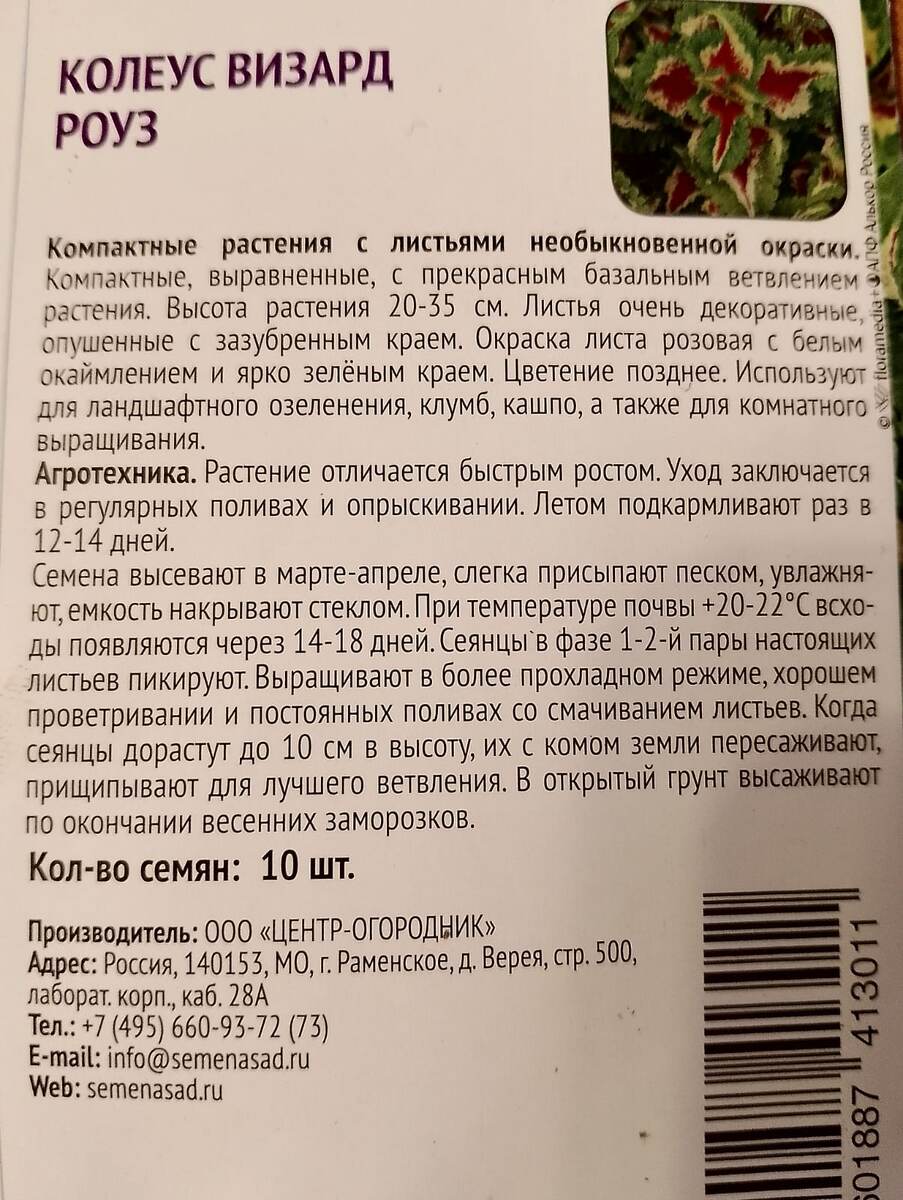 КОЛЕУС ВИЗАРД
РОУЗ
Компактные растения с листьями необыкновенной окраски.
Компактные, выравненные, с прекрасным базальным ветвлением
растения. Высота растения 20-35 см. Листья очень декоративные,
опушенные с зазубренным краем. Окраска листа розовая с белым
окаймлением и ярко зелёным краем. Цветение позднее. Используют
для ландшафтного озеленения, клумб, кашпо, а также для комнатного
выращивания.
Агротехника. Растение отличается быстрым ростом. Уход заключается
в регулярных поливах и опрыскивании. Летом подкармливают раз в
12-14 дней.
Семена высевают в марте-апреле, слегка присыпают песком, увлажня-
ют, емкость накрывают стеклом. При температуре почвы +20-22°С всхо-
ды появляются через 14-18 дней. Сеянцы в фазе 1-2-й пары настоящих
листьев пикируют. Выращивают в более прохладном режиме, хорошем
проветривании и постоянных поливах со смачиванием листьев. Когда
сеянцы дорастут до 10 см в высоту, их с комом земли пересаживают,
прищипывают для лучшего ветвления. В открытый грунт высаживают
по окончании весенних заморозков.
Кол-во семян: 10 шт.
Производитель: ООО «ЦЕНТР-ОГОРОДНИК»
Адрес: Россия, 140153, МО, г. Раменское, д. Верея, стр. 500,
лаборат. корп., каб. 28А
Тел.: +7 (495) 660-93-72 (73)
E-mail: info@semenasad.ru
Web: semenasad.ru
© floramedia + АПФ Алькор Россия
601887 413011